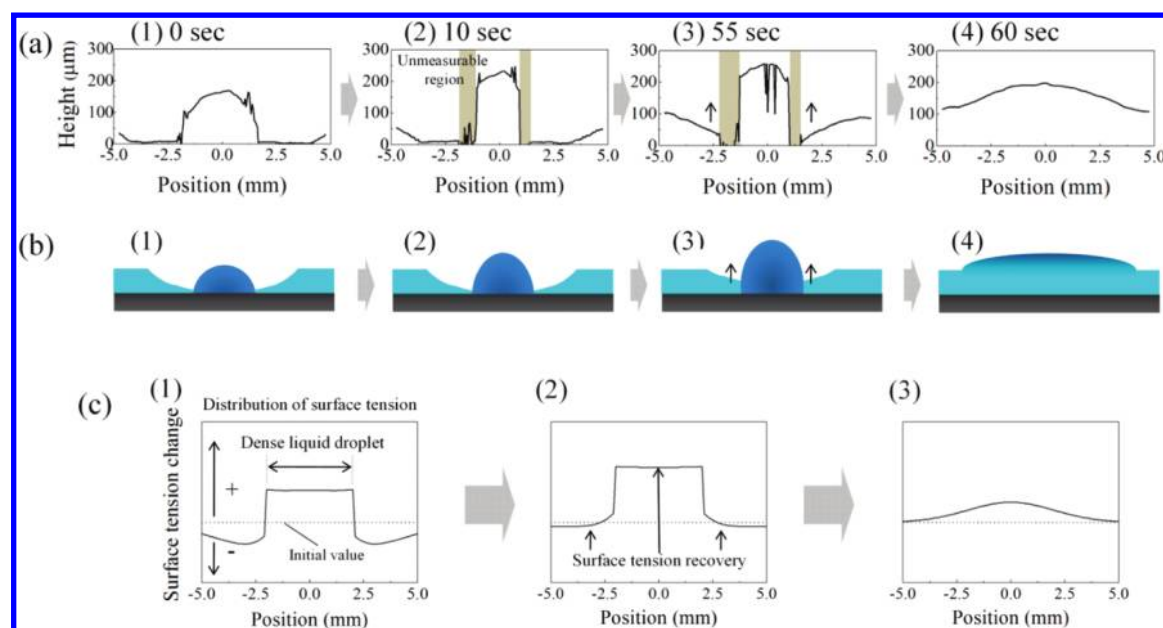 (a)
(1) 0 sec
(2) 10 sec
(3) 55 sec
(4) 60 sec
Height (μm)
300
200
100
0
-5.0 -2.5 0.0 2.5 5.0
Position (mm)
Unmeasurable
region
300
200
100
0
-5.0 -2.5 0.0 2.5 5.0
Position (mm)
300
200
100
0
-5.0 -2.5 0.0 2.5 5.0
Position (mm)
300
200
100
0
-5.0 -2.5 0.0 2.5 5.0
Position (mm)
(b)
(1)
(2)
(3)
(4)
(c)
(1)
Surface tension change
Distribution of surface tension
Dense liquid droplet
+
-
Initial value
-5.0 -2.5 0.0 2.5 5.0
Position (mm)
(2)
Surface tension recovery
-5.0 -2.5 0.0 2.5 5.0
Position (mm)
(3)
-5.0 -2.5 0.0 2.5 5.0
Position (mm)